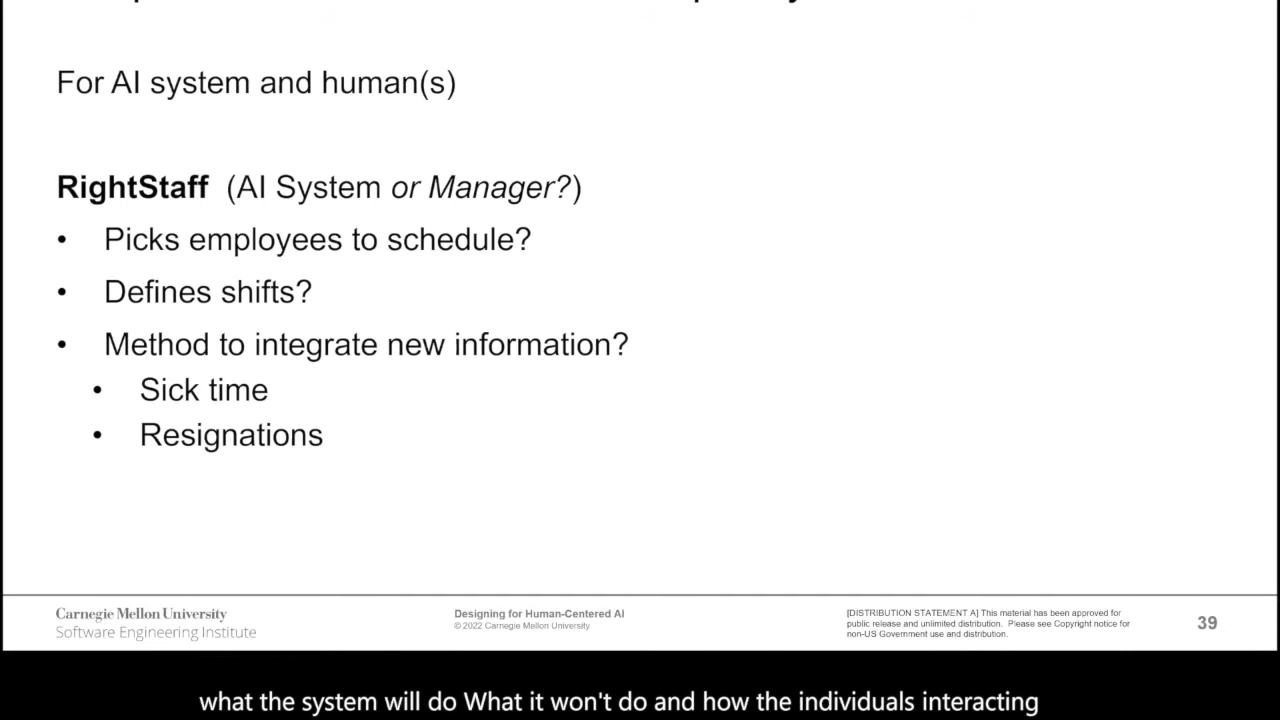 For AI system and human(s)
RightStaff (AI System or Manager?)
• Picks employees to schedule?
• Defines shifts?
• Method to integrate new information?
• Sick time
• Resignations
Carnegie Mellon University
Software Engineering Institute
Designing for Human-Centered AI
© 2022 Carnegie Mellon University
[DISTRIBUTION STATEMENT A] This material has been approved for
public release and unlimited distribution. Please see Copyright notice for
non-US Government use and distribution.
39
what the system will do What it won't do and how the individuals interacting